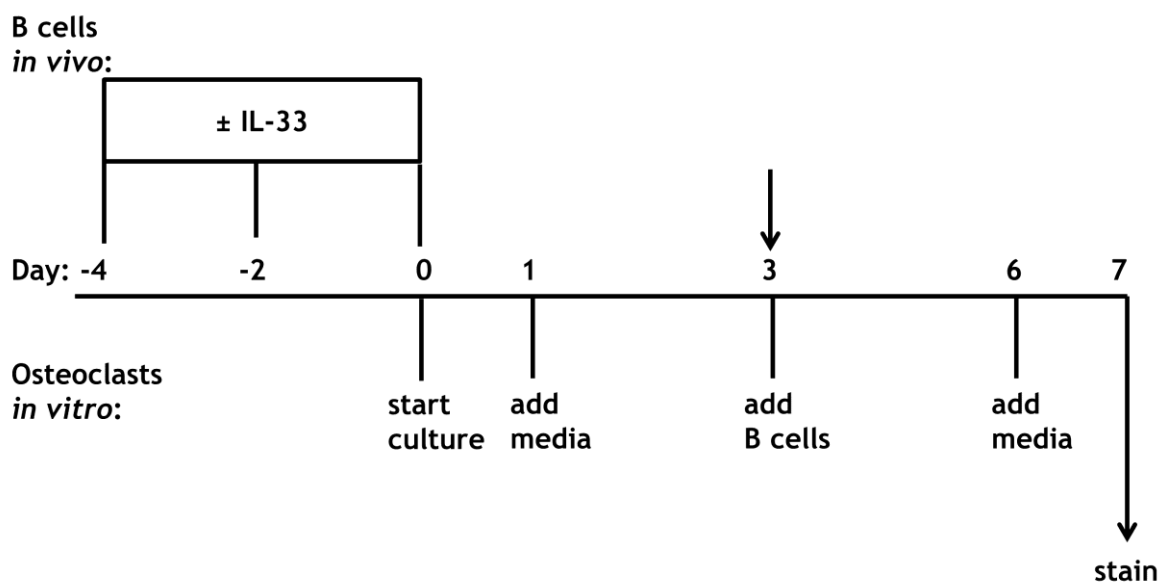 B cells
in vivo:
± IL-33
Day: -4 -2 0 1 3 6 7
Osteoclasts
in vitro:
start add add add
culture media B cells media
stain